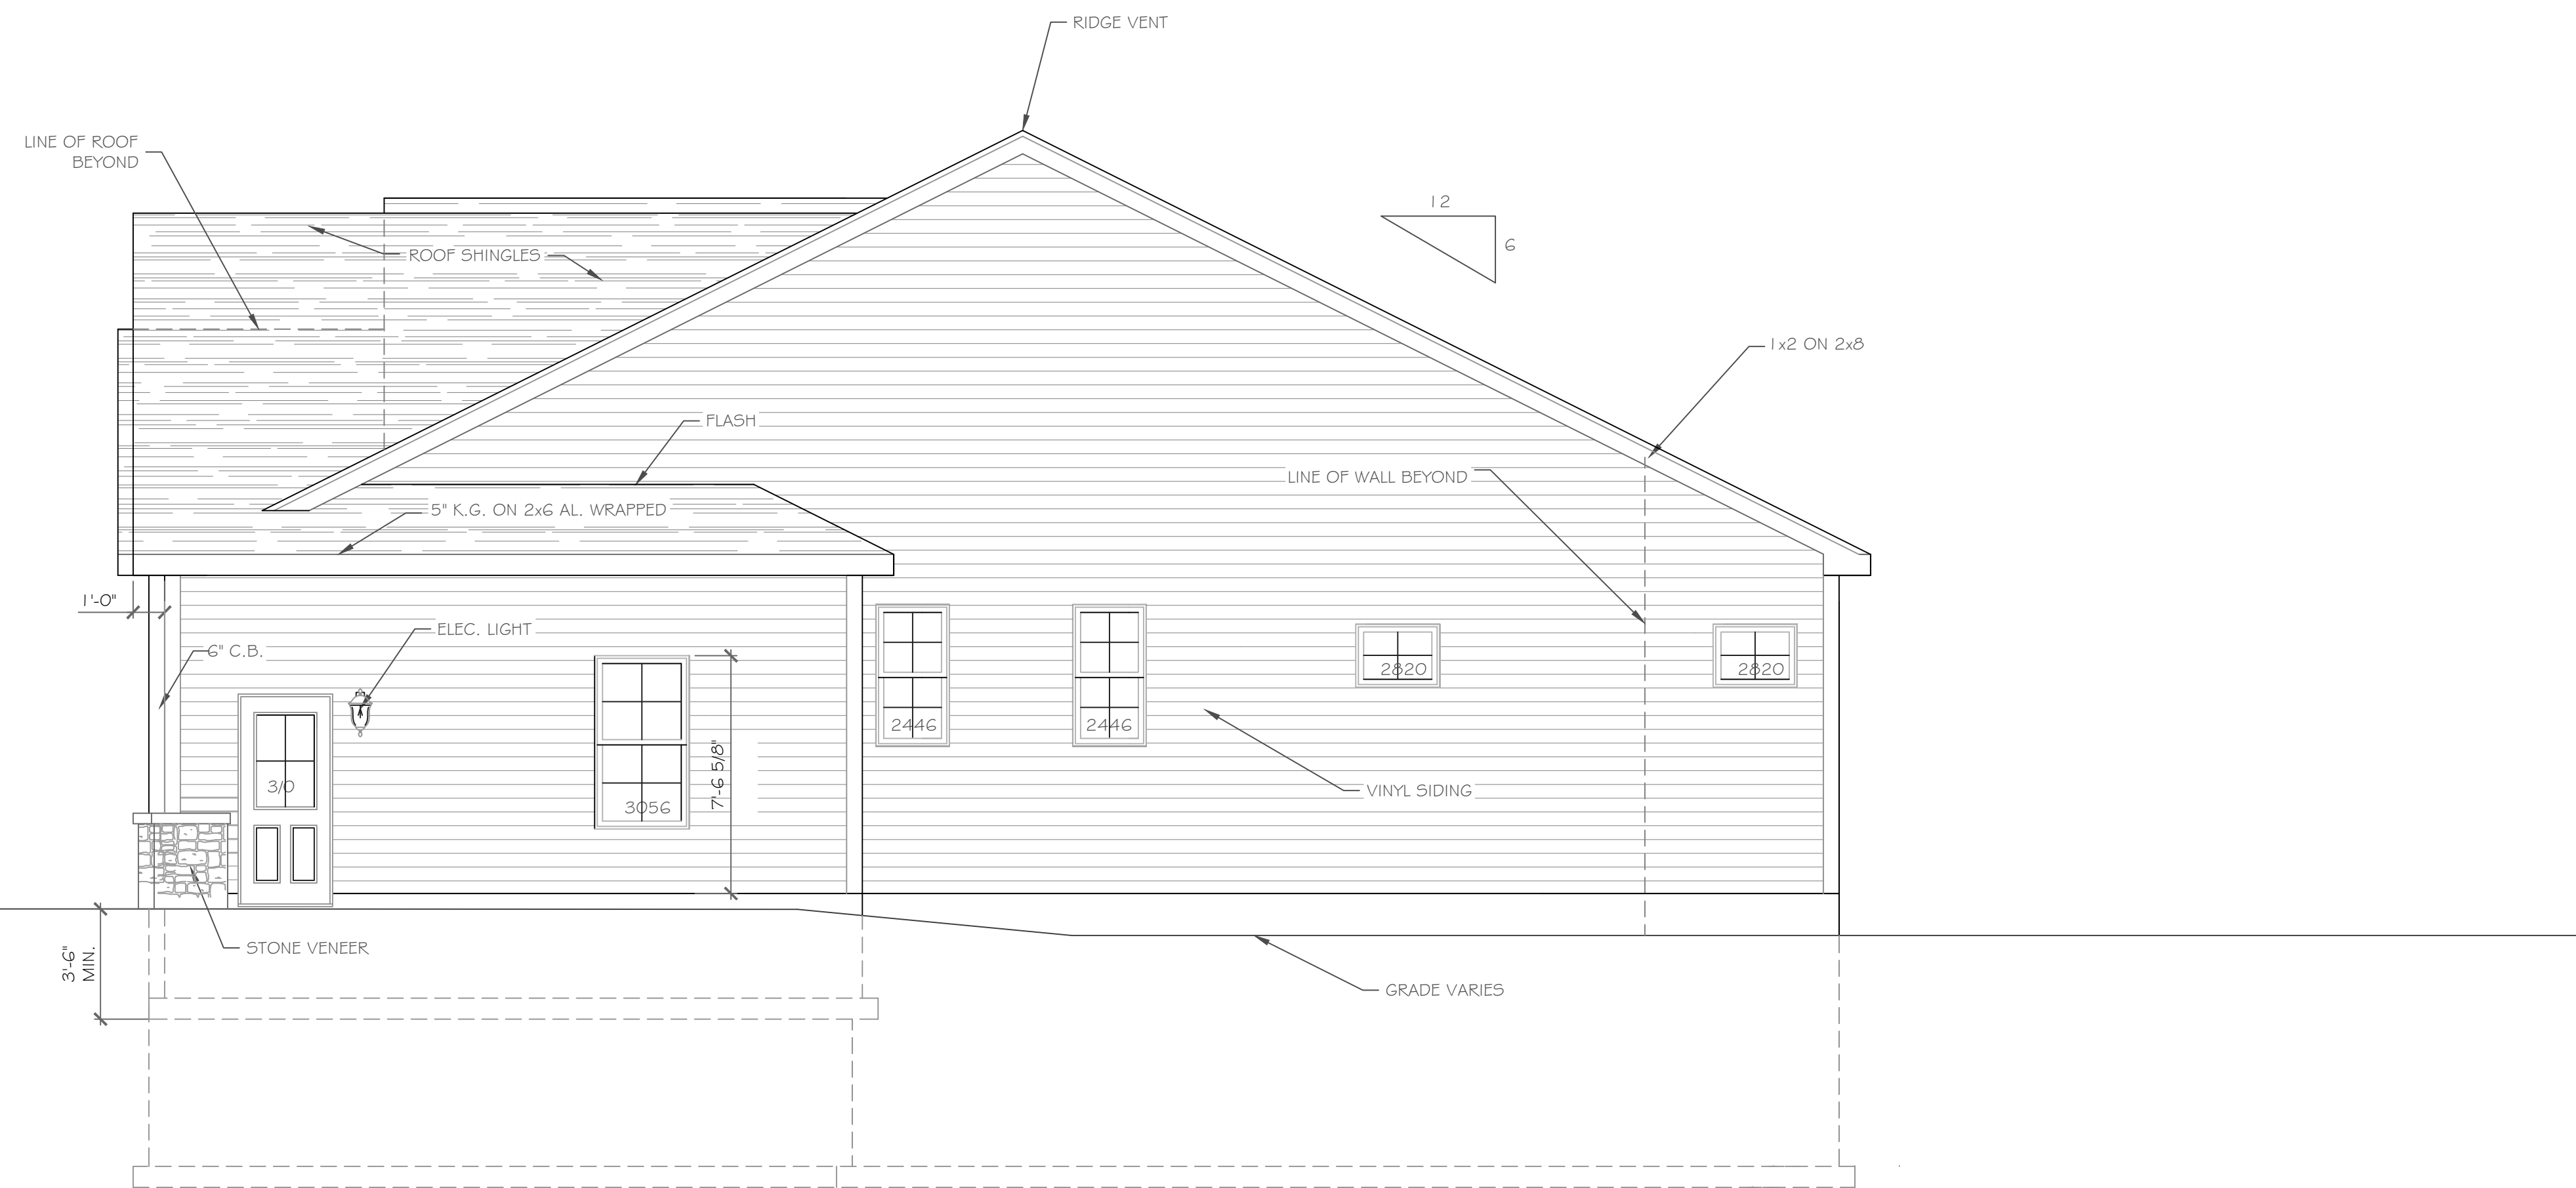 RIDGE VENT
LINE OF ROOF
BEYOND
12
6
ROOF SHINGLES
1x2 ON 2x8
FLASH
LINE OF WALL BEYOND
5" K.G. ON 2x6 AL. WRAPPED
1'-0"
ELEC. LIGHT
6" C.B.
2820
2820
2446
2446
7'-6 5/8"
3/0
3056
VINYL SIDING
STONE VENEER
3'-6"
MIN.
GRADE VARIES